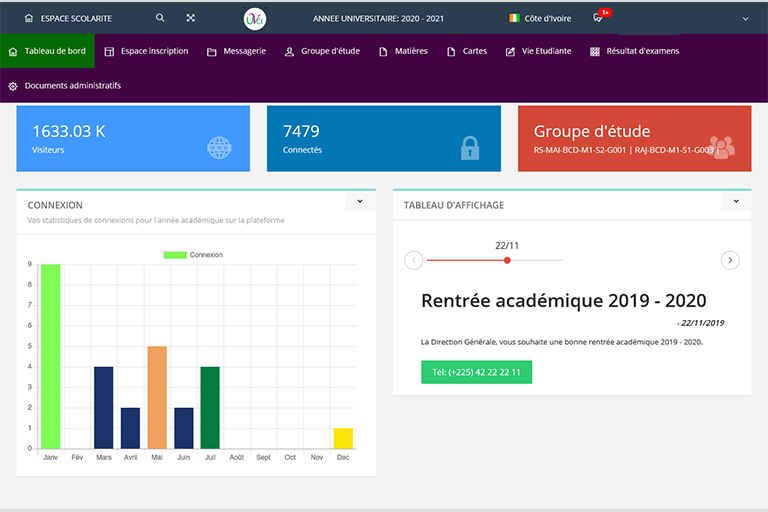 ESPACE SCOLARITE
ANNEE UNIVERSITAIRE: 2020 - 2021
Côte d'Ivoire
1+
Tableau de bord
Espace inscription
Messagerie
Groupe d'étude
Matières
Cartes
Vie Etudiante
Résultat d'examens
Documents administratifs
1633.03 K
Visiteurs
7479
Connectés
Groupe d'étude
RS-MAI-BCD-M1-S2-G001 | RAJ-BCD-M1-S1-G003 |
CONNEXION
Vos statistiques de connexions pour l'année académique sur la plateforme
Connexion
9
8
7
6
5
4
3
2
1
0
Janv Fév Mars Avril Mai Juin Juil Août Sept Oct Nov Dec
TABLEAU D'AFFICHAGE
22/11
Rentrée académique 2019 - 2020
- 22/11/2019
La Direction Générale, vous souhaite une bonne rentrée académique 2019 - 2020.
Tél: (+225) 42 22 22 11